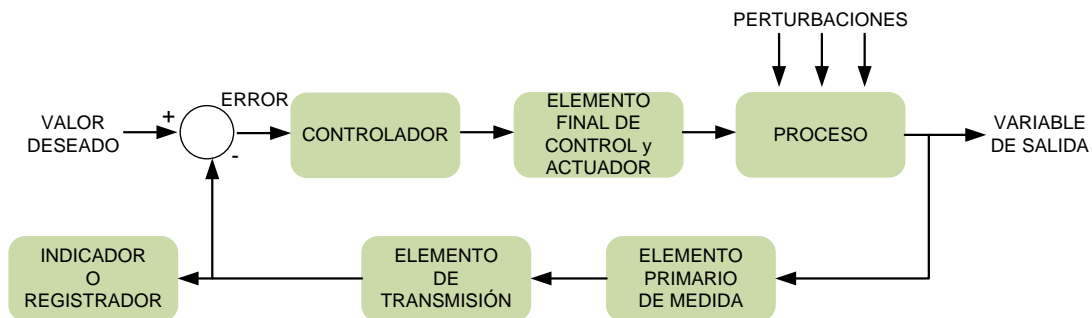 PERTURBACIONES
+
ERROR
-
VALOR
DESEADO
CONTROLADOR
ELEMENTO
FINAL DE
CONTROL y
ACTUADOR
PROCESO
VARIABLE
DE SALIDA
INDICADOR
O
REGISTRADOR
ELEMENTO
DE
TRANSMISIÓN
ELEMENTO
PRIMARIO
DE MEDIDA